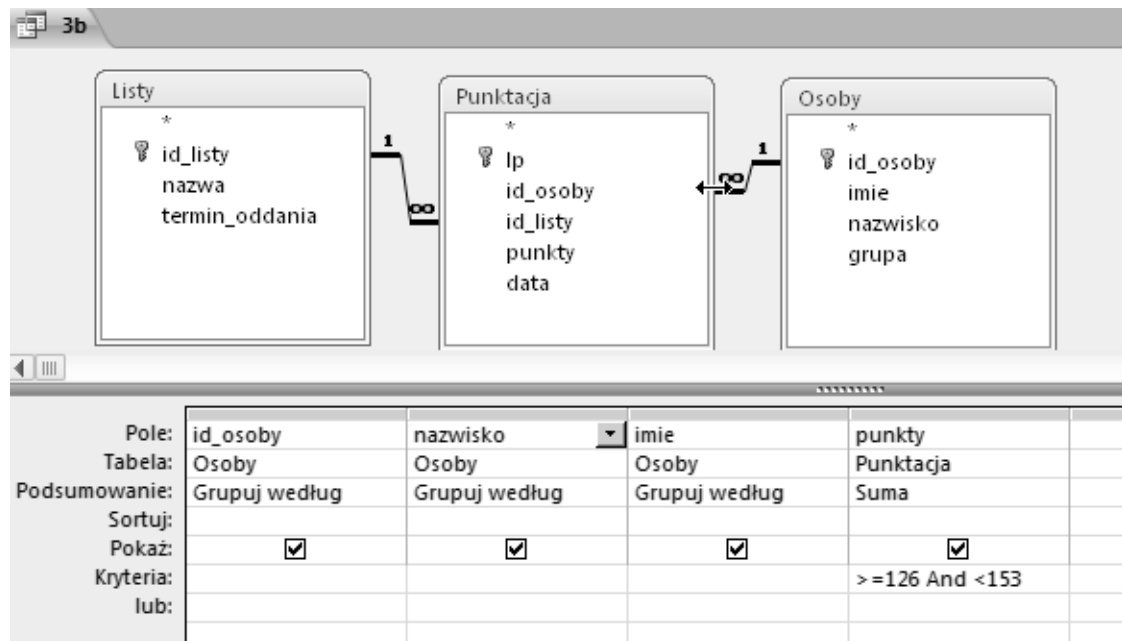 3b
Listy
*
id_listy
nazwa
termin_oddania
1
∞
Punktacja
*
lp
id_osoby
id_listy
punkty
data
1
∞
Osoby
*
id_osoby
imie
nazwisko
grupa
Pole: id_osoby nazwisko imie punkty
Tabela: Osoby Osoby Osoby Punktacja
Podsumowanie: Grupuj według Grupuj według Grupuj według Suma
Sortuj:
Pokaż:
Kryteria: >=126 And <153
lub: